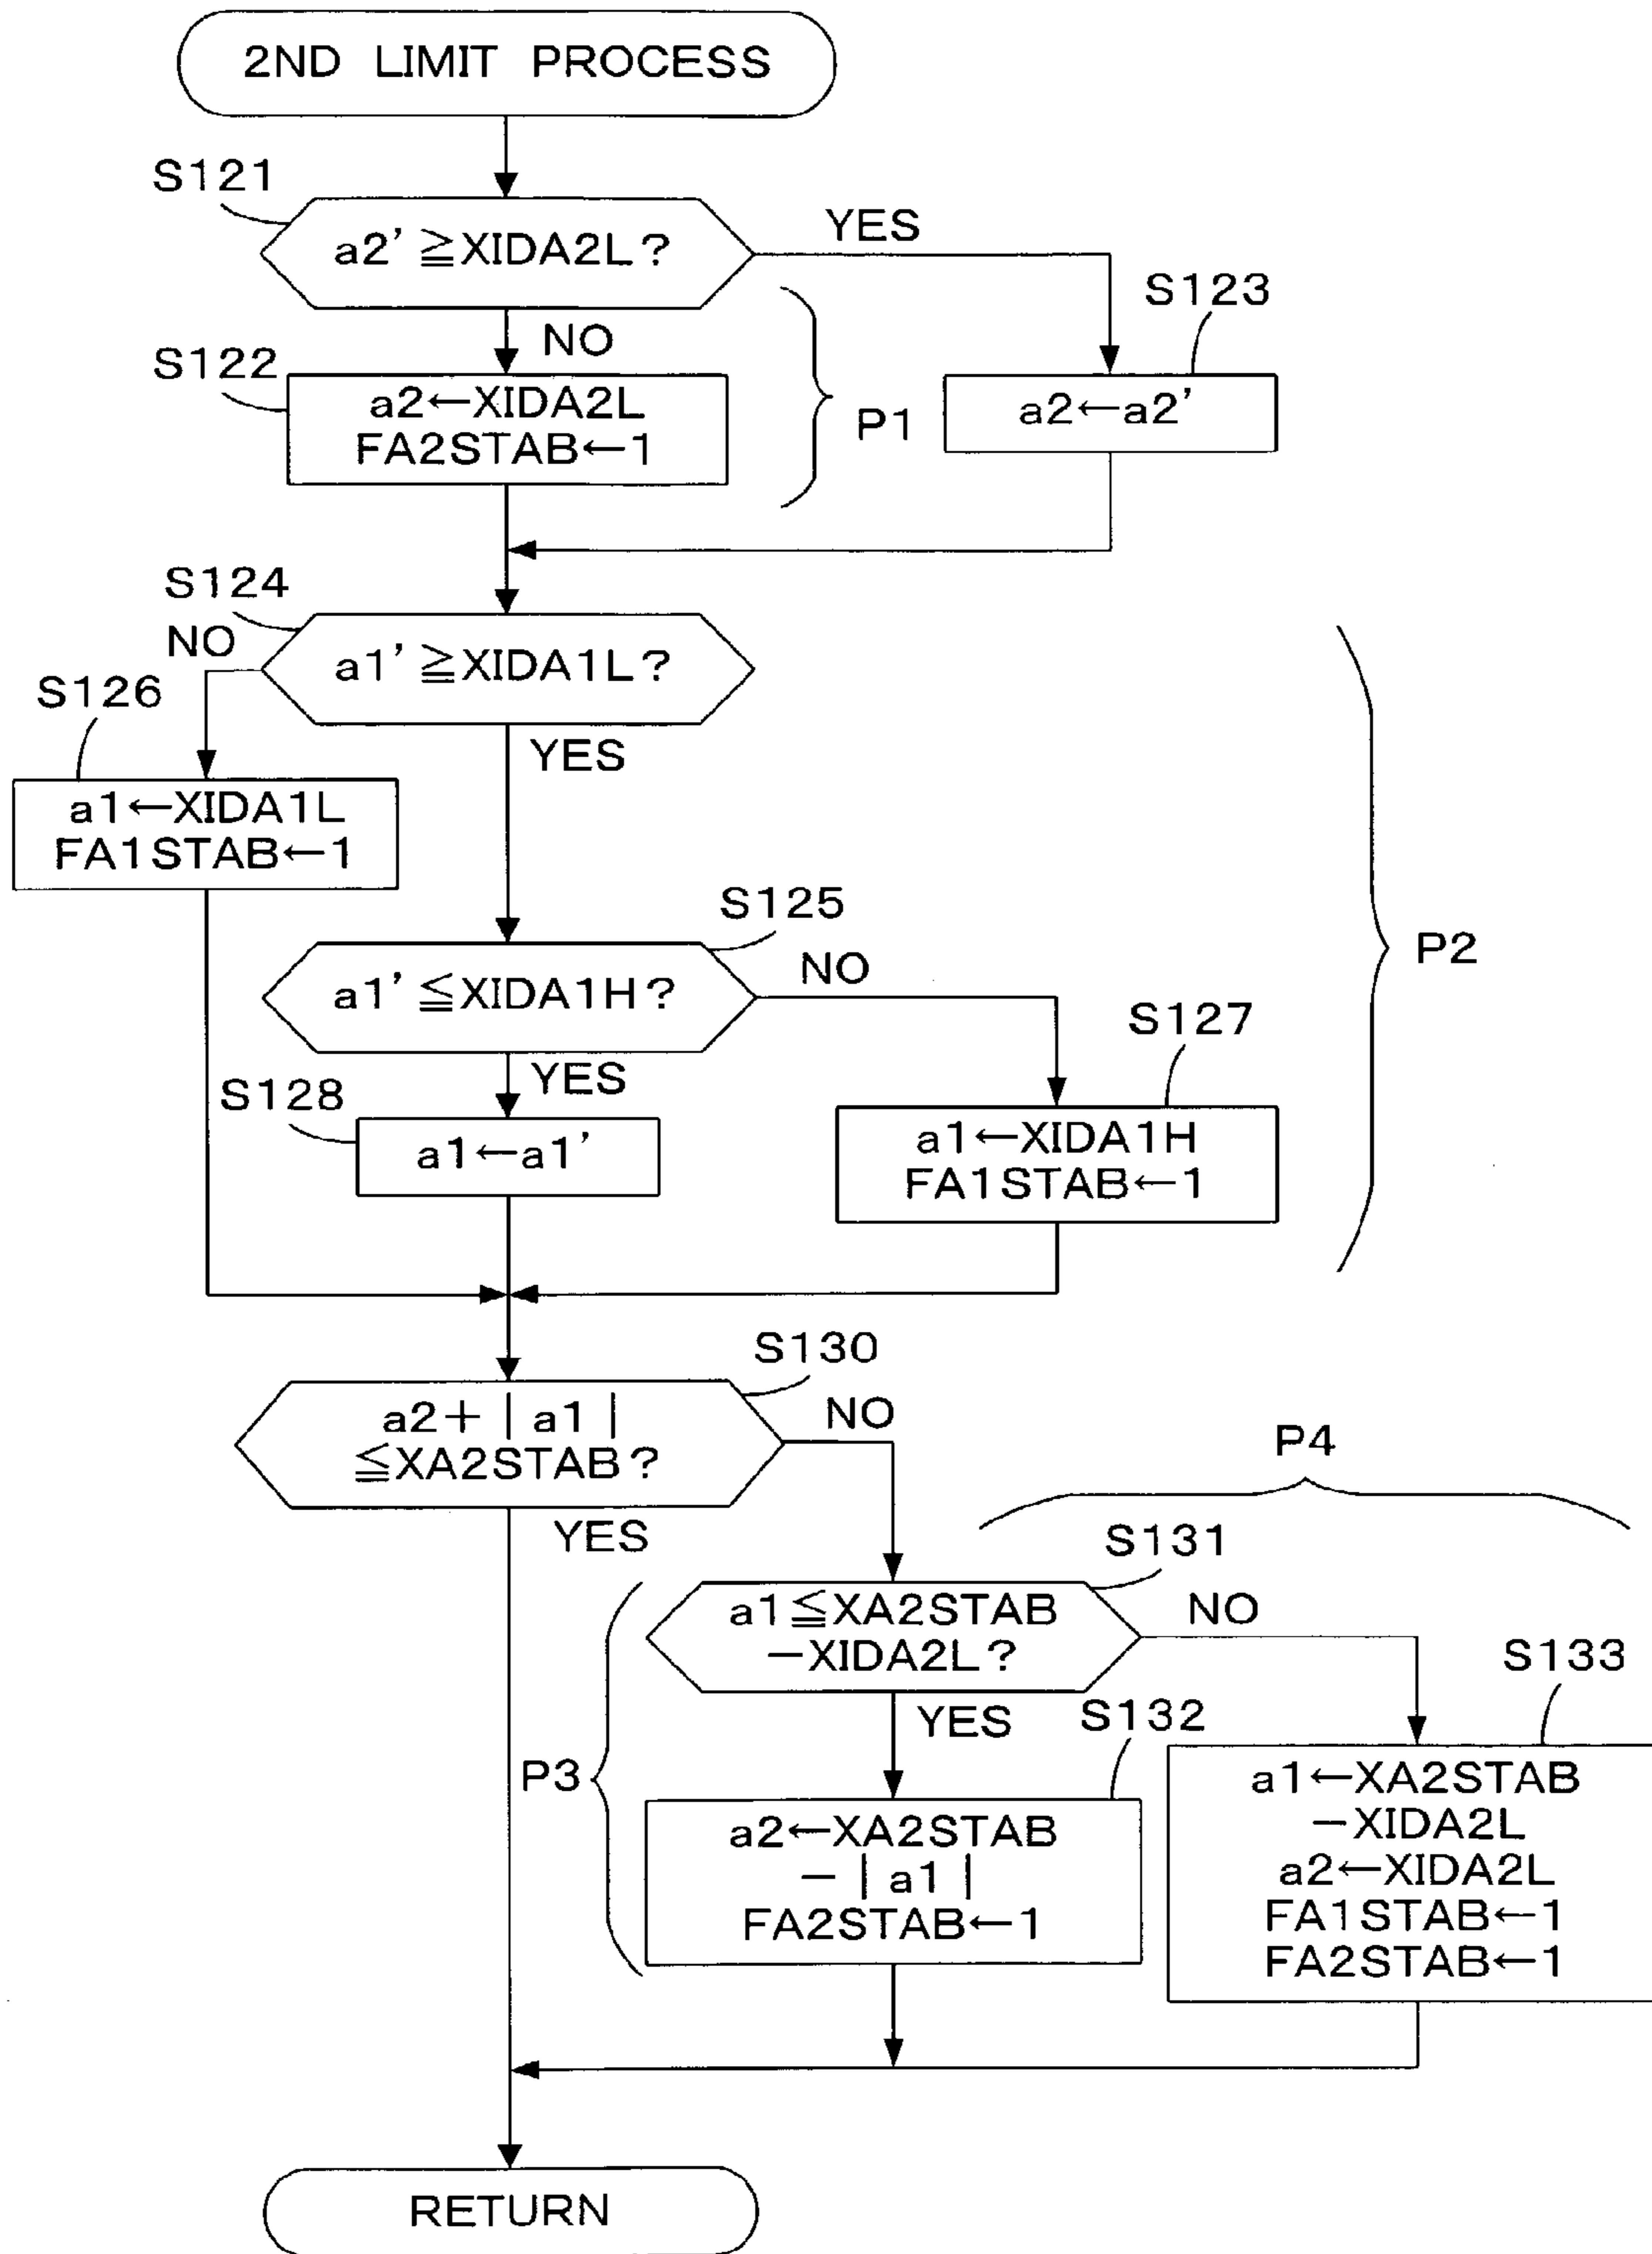 2ND LIMIT PROCESS
S121
a2' ≧XIDA2L?
YES
S123
NO
S122
a2←XIDA2L
FA2STAB←1
P1
a2←a2'
S124
NO
a1' ≧XIDA1L?
S126
YES
a1←XIDA1L
FA1STAB←1
S125
a1' ≦XIDA1H?
NO
P2
S127
YES
S128
a1←a1'
a1←XIDA1H
FA1STAB←1
S130
a2+|a1|
≦XA2STAB?
NO
P4
YES
S131
a1≦XA2STAB
−XIDA2L?
NO
S133
YES
S132
P3
a2←XA2STAB
−|a1|
FA2STAB←1
a1←XA2STAB
−XIDA2L
a2←XIDA2L
FA1STAB←1
FA2STAB←1
RETURN